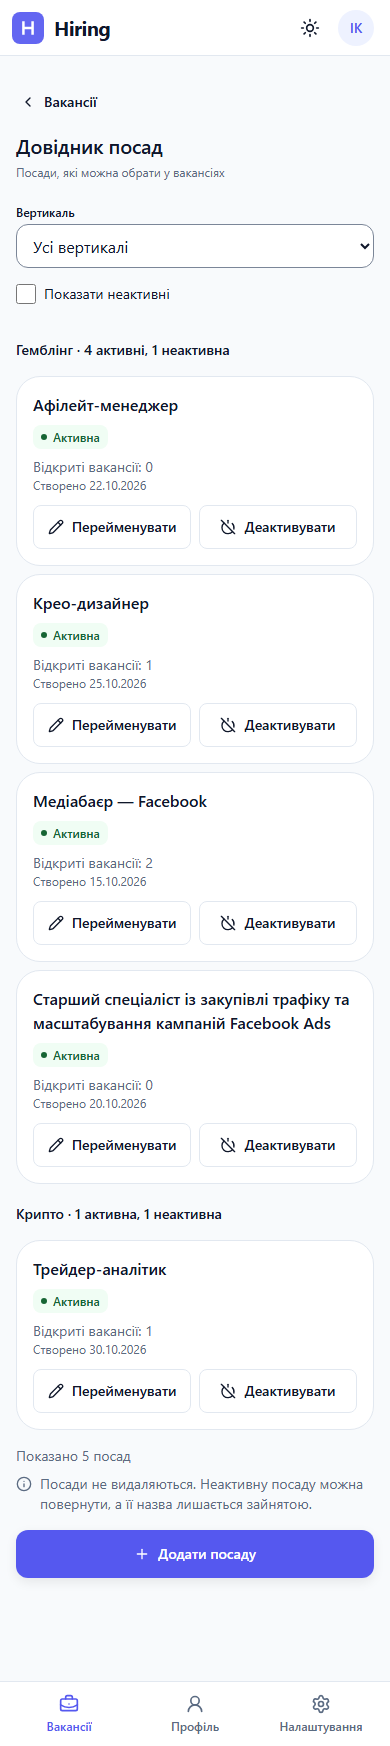 H Hiring
ІК
Вакансії
Довідник посад
Посади, які можна обрати у вакансіях
Вертикаль
Усі вертикалі
Показати неактивні
Гемблінг · 4 активні, 1 неактивна
Афілейт-менеджер
Активна
Відкриті вакансії: 0
Створено 22.10.2026
Перейменувати
Деактивувати
Крео-дизайнер
Активна
Відкриті вакансії: 1
Створено 25.10.2026
Перейменувати
Деактивувати
Медіабаєр — Facebook
Активна
Відкриті вакансії: 2
Створено 15.10.2026
Перейменувати
Деактивувати
Старший спеціаліст із закупівлі трафіку та
масштабування кампаній Facebook Ads
Активна
Відкриті вакансії: 0
Створено 20.10.2026
Перейменувати
Деактивувати
Крипто · 1 активна, 1 неактивна
Трейдер-аналітик
Активна
Відкриті вакансії: 1
Створено 30.10.2026
Перейменувати
Деактивувати
Показано 5 посад
Посади не видаляються. Неактивну посаду можна
повернути, а її назва лишається зайнятою.
Додати посаду
Вакансії
Профіль
Налаштування